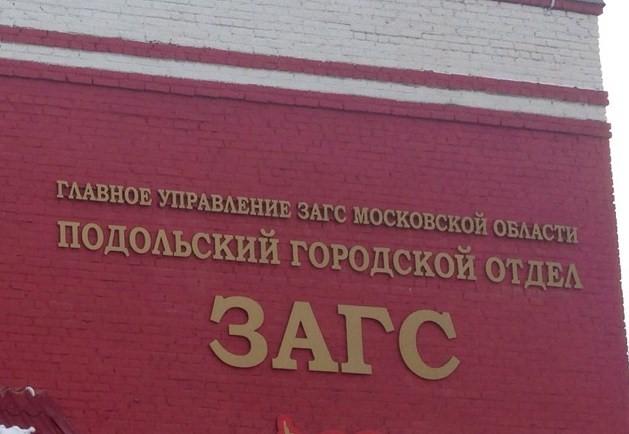 ГЛАВНОЕ УПРАВЛЕНИЕ ЗАГС МОСКОВСКОЙ ОБЛАСТИ
ПОДОЛЬСКИЙ ГОРОДСКОЙ ОТДЕЛ
ЗАГС